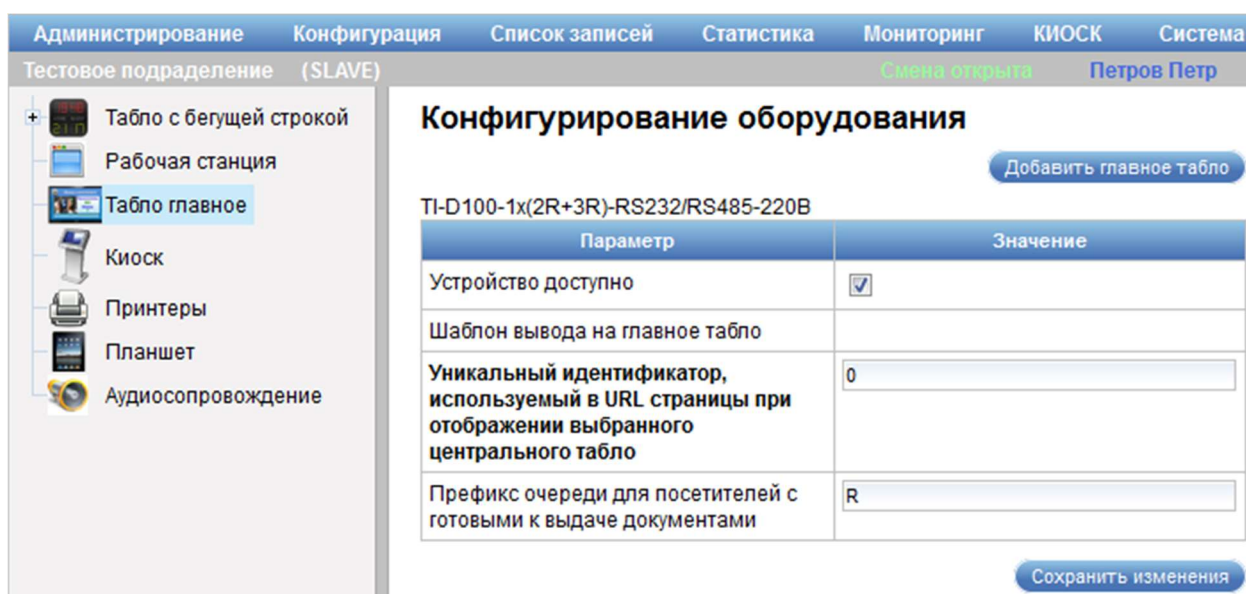 Администрирование Конфигурация Список записей Статистика Мониторинг КИОСК Система
Тестовое подраделение (SLAVE) Смена открыта Петров Петр
Табло с бегущей строкой
Рабочая станция
Табло главное
Киоск
Принтеры
Планшет
Аудиосопровождение
Конфигурирование оборудования
Добавить главное табло
TI-D100-1x(2R+3R)-RS232/RS485-220В
Параметр Значение
Устройство доступно
Шаблон вывода на главное табло
Уникальный идентификатор, 0
используемый в URL страницы при
отображении выбранного
центрального табло
Префикс очереди для посетителей с R
готовыми к выдаче документами
Сохранить изменения